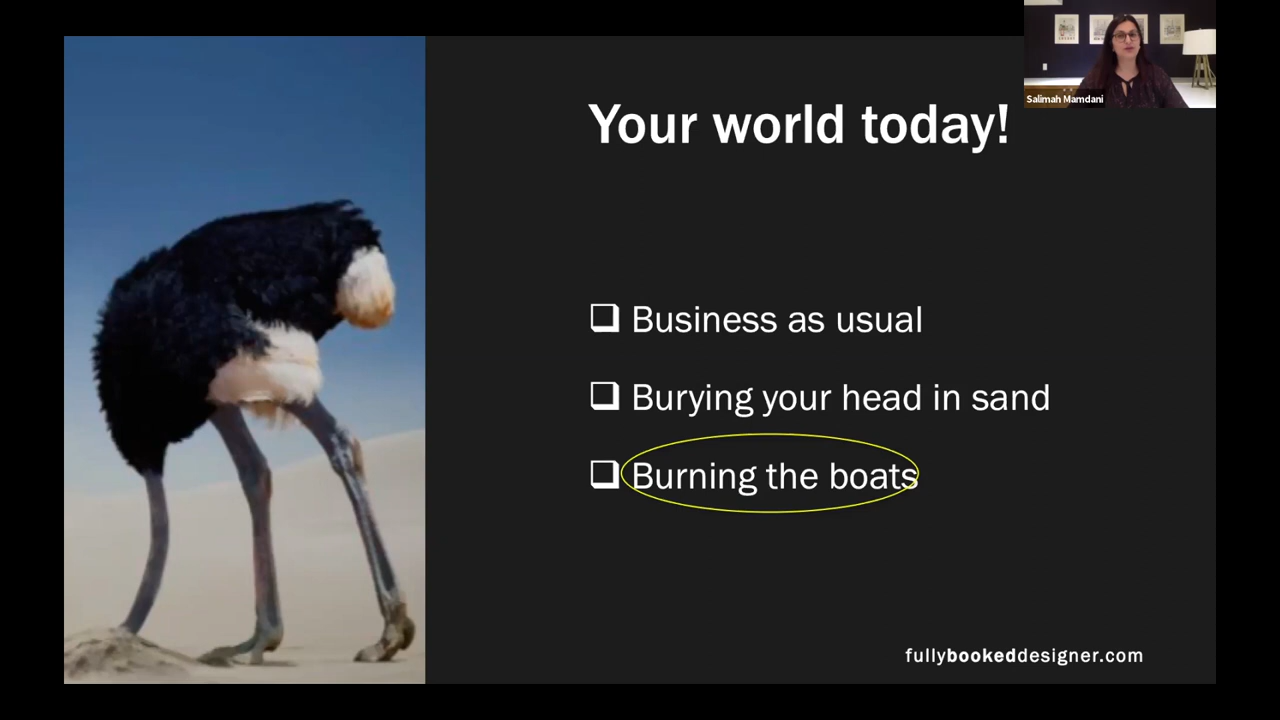 Salimah Mamdani
Your world today!
Business as usual
Burying your head in sand
Burning the boats
fullybookeddesigner.com